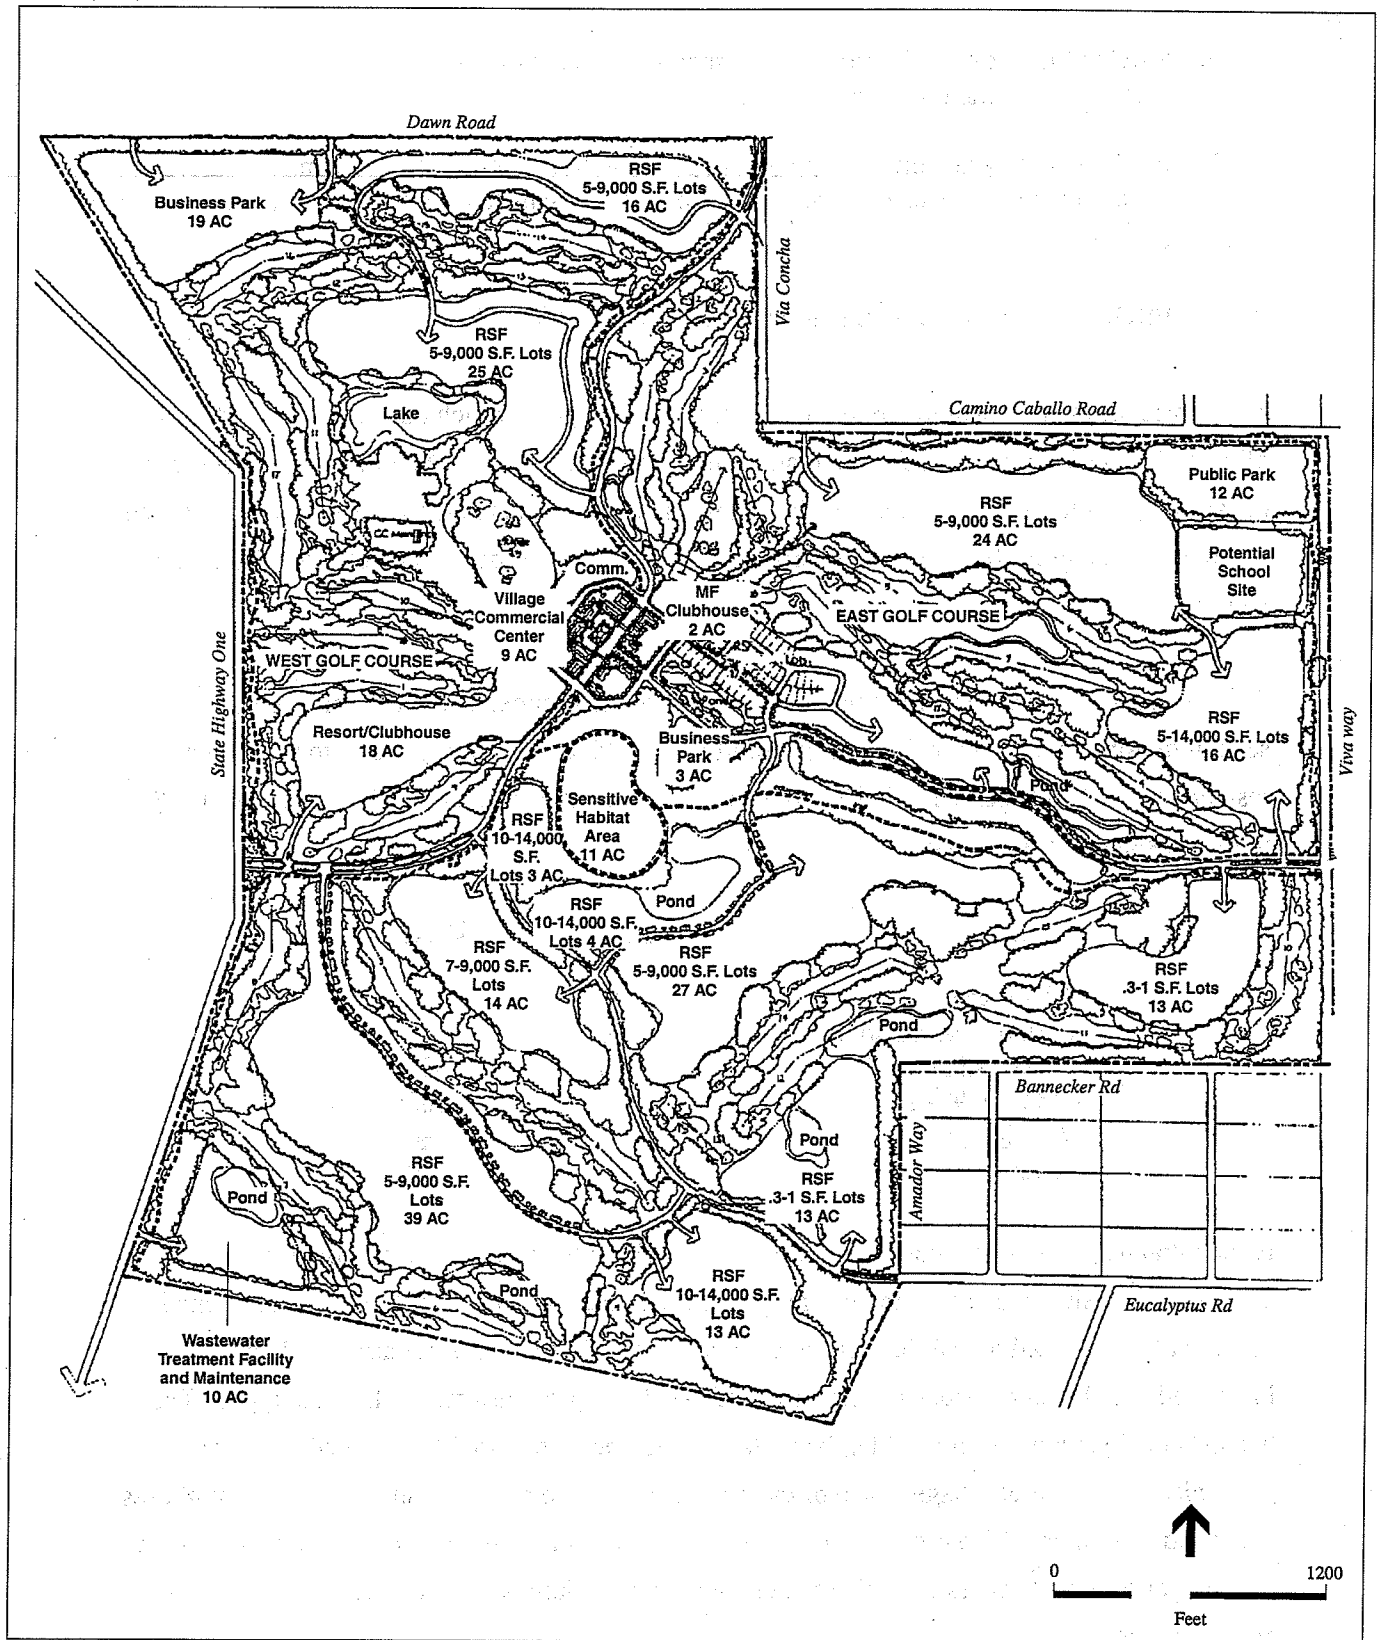 Dawn Road
RSF
5-9,000 S.F. Lots
16 AC
Business Park
19 AC
Via Concha
RSF
5-9,000 S.F. Lots
25 AC
Lake
Camino Caballo Road
Public Park
12 AC
RSF
5-9,000 S.F. Lots
24 AC
Potential
School
Site
Comm.
Village
Commercial
Center
9 AC
MF
Clubhouse
2 AC
EAST GOLF COURSE
WEST GOLF COURSE
State Highway One
Resort/Clubhouse
18 AC
Business
Park
3 AC
RSF
5-14,000 S.F. Lots
16 AC
Viva way
Pond
Sensitive
Habitat
Area
11 AC
RSF
10-14,000
S.F.
Lots 3 AC
Pond
RSF
10-14,000 S.F.
Lots 4 AC
RSF
7-9,000 S.F.
Lots
14 AC
RSF
5-9,000 S.F. Lots
27 AC
RSF
.3-1 S.F. Lots
13 AC
Pond
Bannecker Rd
Amador Way
Pond
RSF
.3-1 S.F. Lots
13 AC
RSF
5-9,000 S.F.
Lots
39 AC
Pond
Pond
RSF
10-14,000 S.F.
Lots
13 AC
Eucalyptus Rd
Wastewater
Treatment Facility
and Maintenance
10 AC
0 1200
Feet